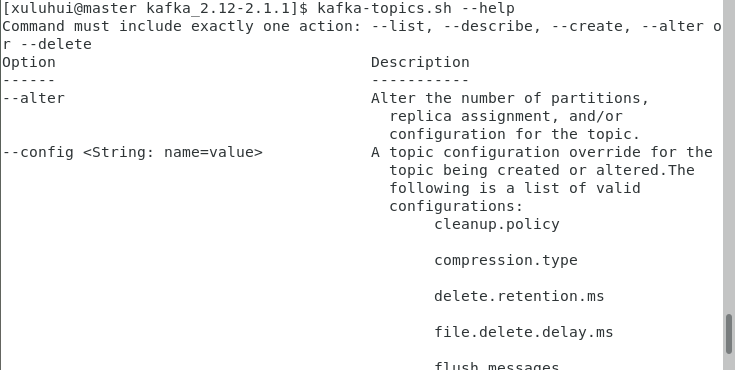 [xuluhui@master kafka_2.12-2.1.1]$ kafka-topics.sh --help
Command must include exactly one action: --list, --describe, --create, --alter o
r --delete
Option                                   Description
------                                   -----------
--alter                                  Alter the number of partitions,
                                           replica assignment, and/or
                                           configuration for the topic.
--config <String: name=value>            A topic configuration override for the
                                           topic being created or altered.The
                                           following is a list of valid
                                           configurations:
                                                cleanup.policy
                                                compression.type
                                                delete.retention.ms
                                                file.delete.delay.ms
                                                flush.messages